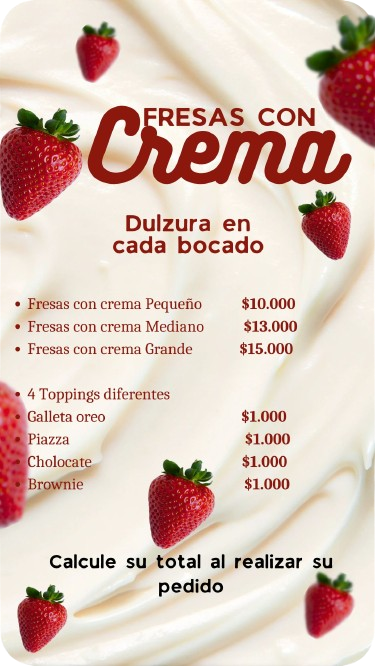 FRESAS CON
Crema
Dulzura en
cada bocado
• Fresas con crema Pequeño $10.000
• Fresas con crema Mediano $13.000
• Fresas con crema Grande $15.000
• 4 Toppings diferentes
• Galleta oreo $1.000
• Piazza $1.000
• Cholocate $1.000
• Brownie $1.000
Calcule su total al realizar su
pedido